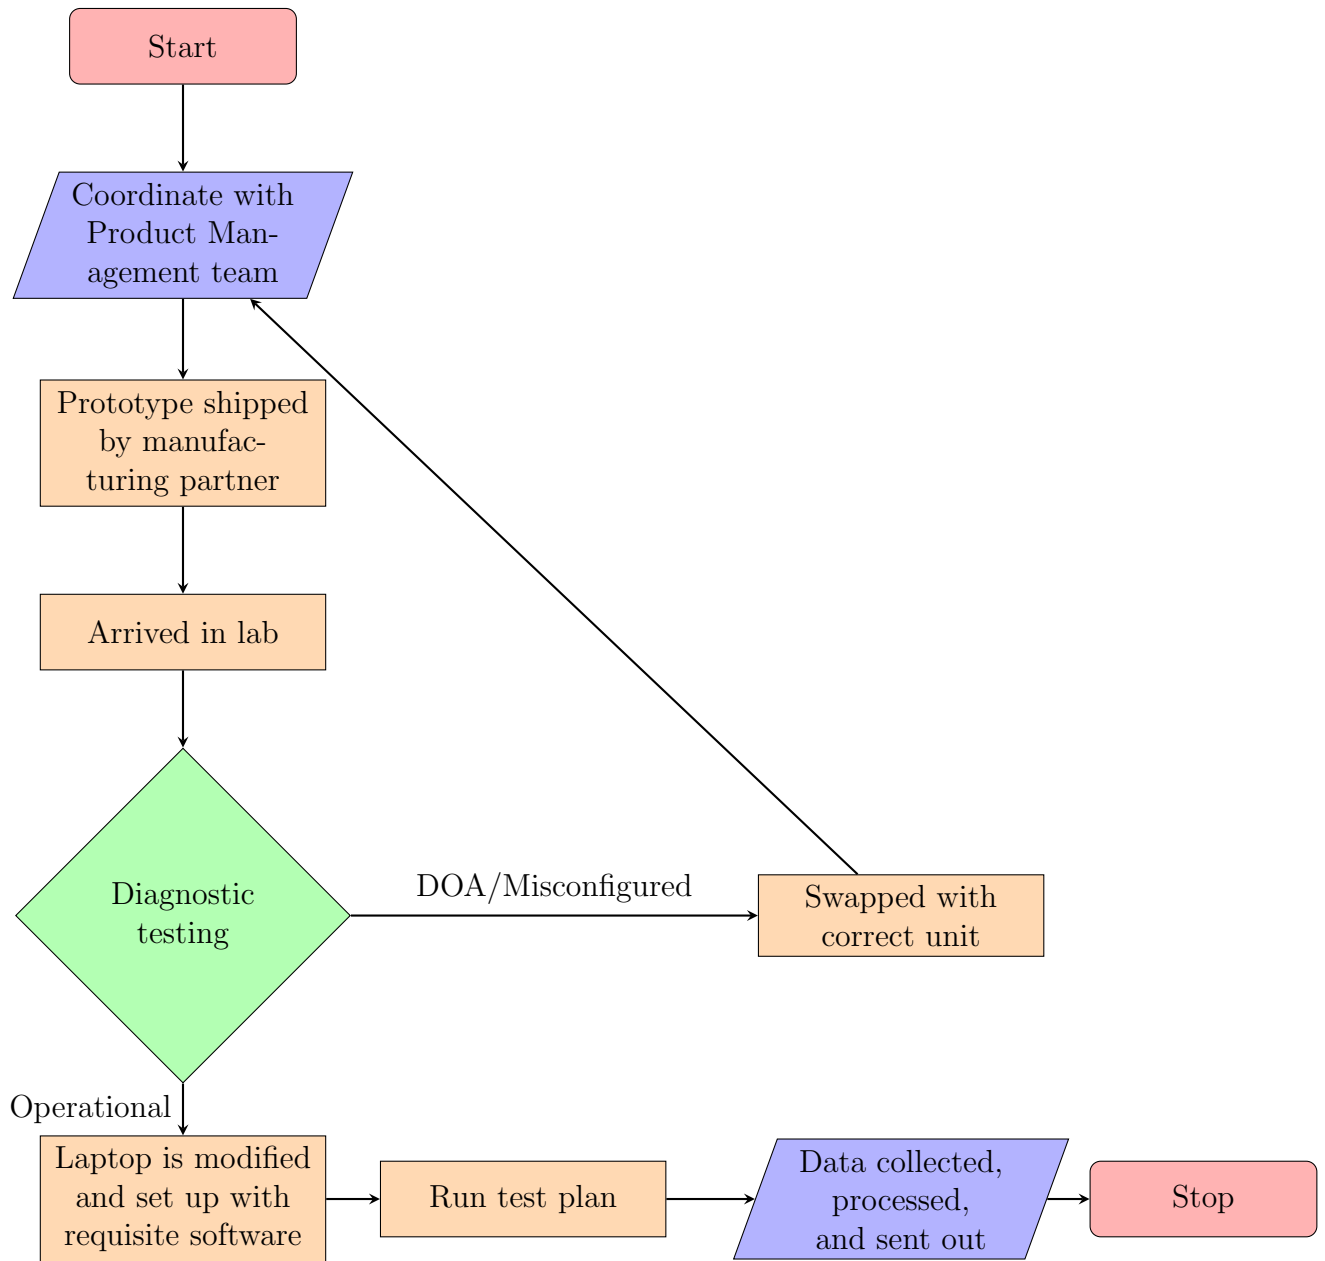 Start
Coordinate with
Product Man-
agement team
Prototype shipped
by manufac-
turing partner
Arrived in lab
Diagnostic
testing
DOA/Misconfigured
Swapped with
correct unit
Operational
Laptop is modified
and set up with
requisite software
Run test plan
Data collected,
processed,
and sent out
Stop